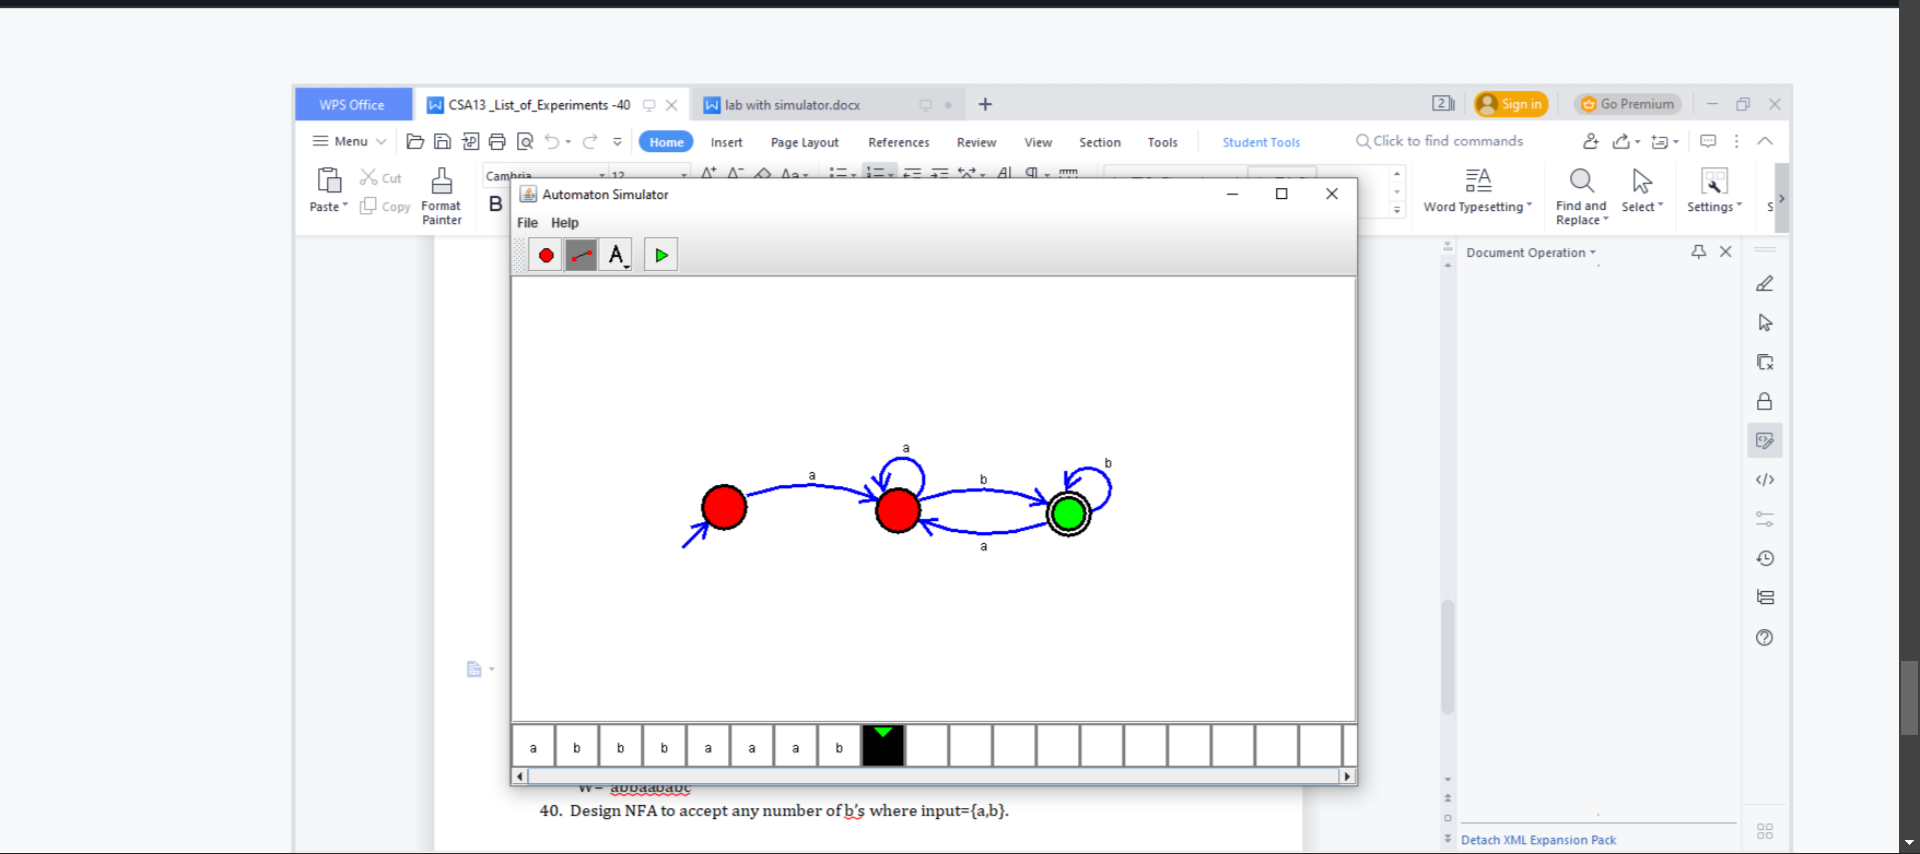 WPS Office
CSA13 _List_of_Experiments -40
lab with simulator.docx
Sign in
Go Premium
Menu
Home
Insert
Page Layout
References
Review
View
Section
Tools
Student Tools
Click to find commands
Paste
Cut
Copy
Format
Painter
B
Word Typesetting
Find and
Replace
Select
Settings
Automaton Simulator
File Help
A
Document Operation
a
a
b
a
b
a b b b a a a b
W= abbaababc
40. Design NFA to accept any number of b's where input={a,b}.
Detach XML Expansion Pack